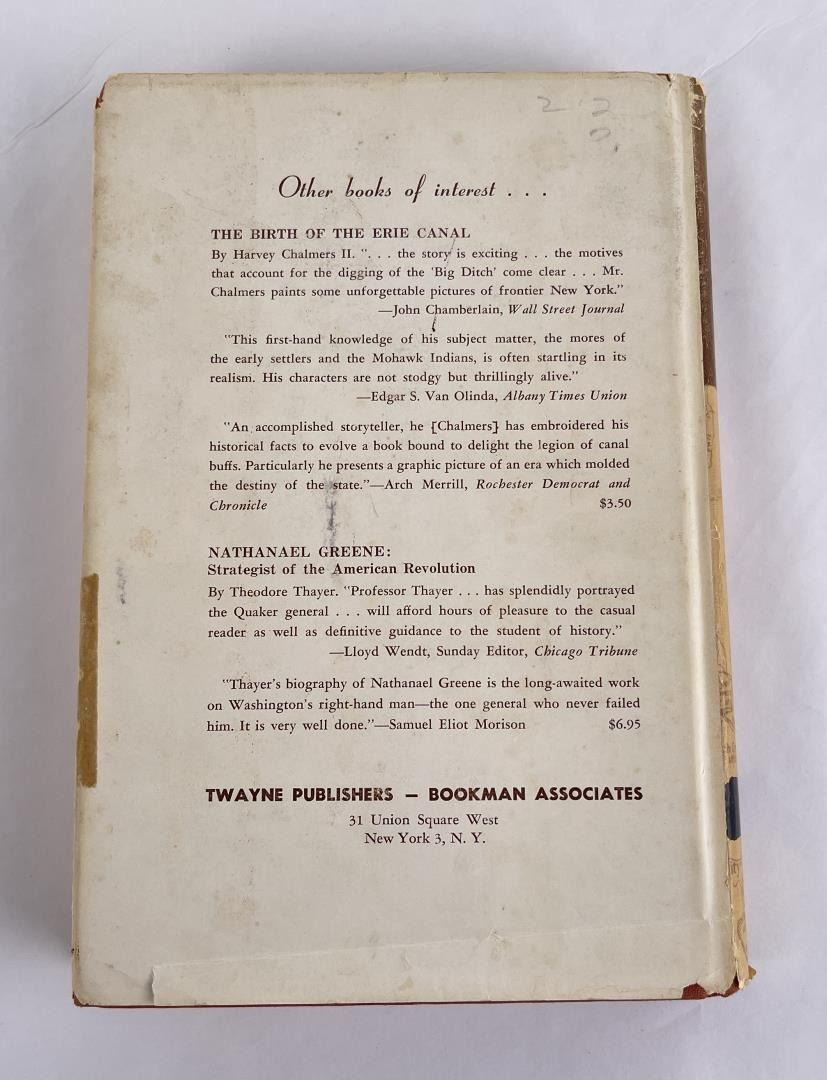 Other books of interest . . .
THE BIRTH OF THE ERIE CANAL
By Harvey Chalmers II. ". . . the story is exciting . . . the motives
that account for the digging of the 'Big Ditch' come clear . . . Mr.
Chalmers paints some unforgettable pictures of frontier New York."
—John Chamberlain, Wall Street Journal
"This first-hand knowledge of his subject matter, the mores of
the early settlers and the Mohawk Indians, is often startling in its
realism. His characters are not stodgy but thrillingly alive."
—Edgar S. Van Olinda, Albany Times Union
"An accomplished storyteller, he [Chalmers] has embroidered his
historical facts to evolve a book bound to delight the legion of canal
buffs. Particularly he presents a graphic picture of an era which molded
the destiny of the state."—Arch Merrill, Rochester Democrat and
Chronicle $3.50
NATHANAEL GREENE:
Strategist of the American Revolution
By Theodore Thayer. "Professor Thayer . . . has splendidly portrayed
the Quaker general . . . will afford hours of pleasure to the casual
reader as well as definitive guidance to the student of history."
—Lloyd Wendt, Sunday Editor, Chicago Tribune
"Thayer's biography of Nathanael Greene is the long-awaited work
on Washington's right-hand man—the one general who never failed
him. It is very well done."—Samuel Eliot Morison $6.95
TWAYNE PUBLISHERS — BOOKMAN ASSOCIATES
31 Union Square West
New York 3, N. Y.